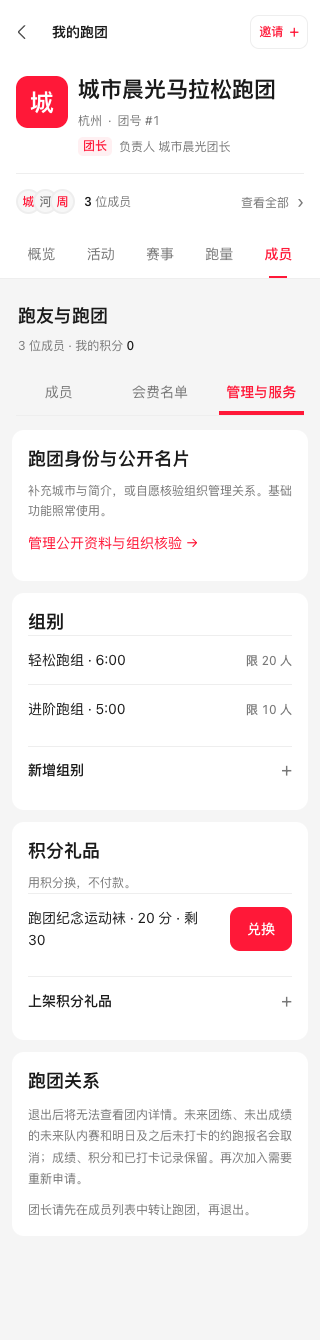 我的跑团
邀请 +
城
城市晨光马拉松跑团
杭州 · 团号 #1
团长 负责人 城市晨光团长
城 河 周 3 位成员 查看全部 ›
概览 活动 赛事 跑量 成员
跑友与跑团
3 位成员 · 我的积分 0
成员 会费名单 管理与服务
跑团身份与公开名片
补充城市与简介，或自愿核验组织管理关系。基础
功能照常使用。
管理公开资料与组织核验 →
组别
轻松跑组 · 6:00 限 20 人
进阶跑组 · 5:00 限 10 人
新增组别 +
积分礼品
用积分换，不付款。
跑团纪念运动袜 · 20 分 · 剩
30
兑换
上架积分礼品 +
跑团关系
退出后将无法查看团内详情。未来团练、未出成绩
的未来队内赛和明日及之后未打卡的约跑报名会取
消；成绩、积分和已打卡记录保留。再次加入需要
重新申请。
团长请先在成员列表中转让跑团，再退出。